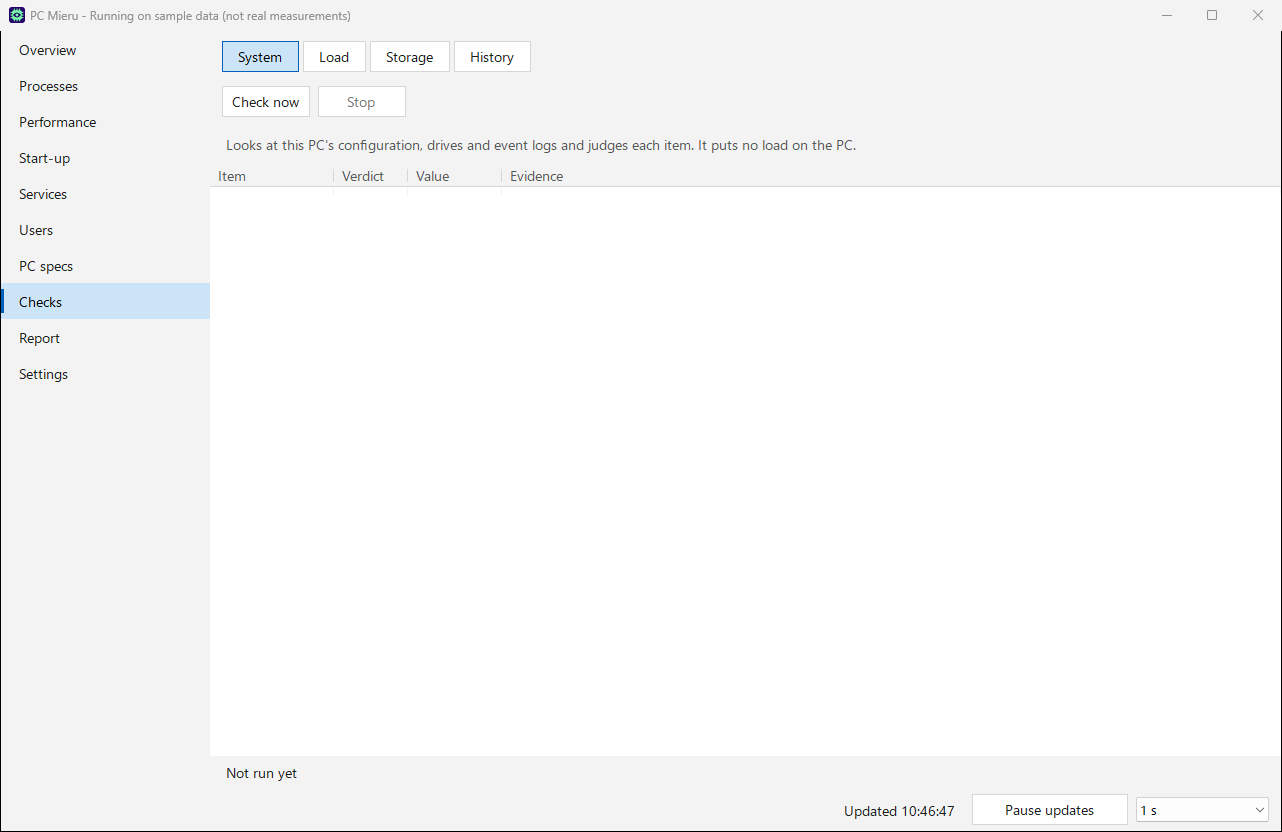 PC Mieru - Running on sample data (not real measurements)
Overview
Processes
Performance
Start-up
Services
Users
PC specs
Checks
Report
Settings
System Load Storage History
Check now Stop
Looks at this PC's configuration, drives and event logs and judges each item. It puts no load on the PC.
Item Verdict Value Evidence
Not run yet
Updated 10:46:47 Pause updates 1 s